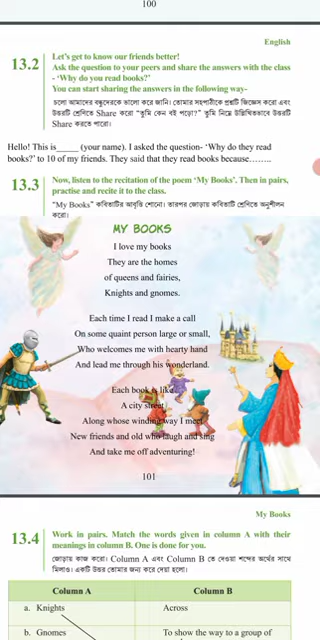 100
English
13.2
Let's get to know our friends better!
Ask the question to your peers and share the answers with the class
- 'Why do you read books?'
You can start sharing the answers in the following way-
চলো আমাদের বন্ধুদেরকে ভালো করে জানি। তোমার সহপাঠীকে প্রশ্নটি জিজ্ঞেস করো এবং
উত্তরটি শ্রেণিতে Share করো "তুমি কেন বই পড়ো?" তুমি নিম্নে উল্লিখিতভাবে উত্তরটি
Share করতে পারো।
Hello! This is_____ (your name). I asked the question- 'Why do they read
books?' to 10 of my friends. They said that they read books because……..
13.3
Now, listen to the recitation of the poem 'My Books'. Then in pairs,
practise and recite it to the class.
"My Books" কবিতাটির আবৃত্তি শোনো। তারপর জোড়ায় কবিতাটি শ্রেণিতে অনুশীলন
করো।
MY BOOKS
I love my books
They are the homes
of queens and fairies,
Knights and gnomes.
Each time I read I make a call
On some quaint person large or small,
Who welcomes me with hearty hand
And lead me through his wonderland.
Each book is like
A city street
Along whose winding way I meet
New friends and old who laugh and sing
And take me off adventuring!
101
My Books
13.4
Work in pairs. Match the words given in column A with their
meanings in column B. One is done for you.
জোড়ায় কাজ করো। Column A এবং Column B তে দেওয়া শব্দের অর্থের সাথে
মিলাও। একটি উত্তর তোমার জন্য করে দেয়া হলো।
Column A Column B
a. Knights Across
b. Gnomes To show the way to a group of